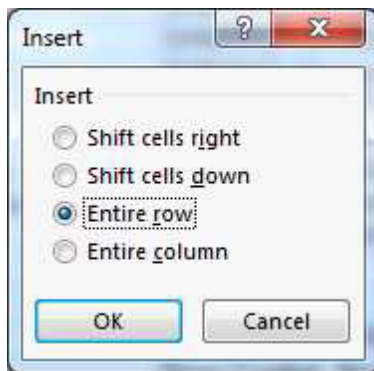 Insert
Insert
Shift cells right
Shift cells down
Entire row
Entire column
OK
Cancel